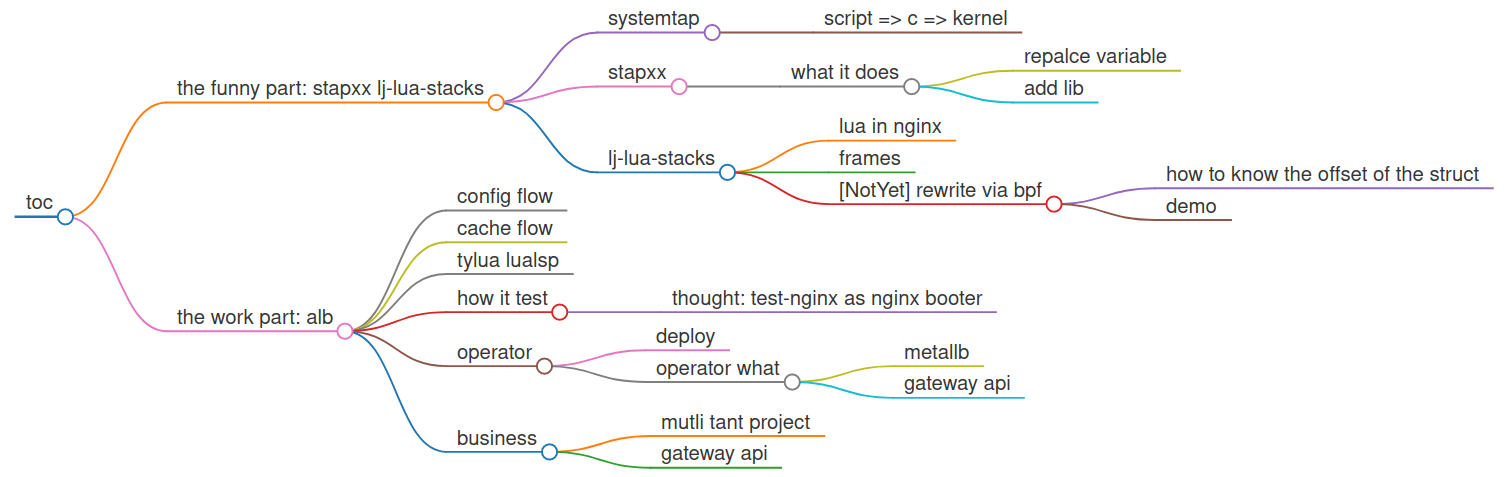 toc
the funny part: stapxx lj-lua-stacks
systemtap
script => c => kernel
stapxx
what it does
repalce variable
add lib
lj-lua-stacks
lua in nginx
frames
[NotYet] rewrite via bpf
how to know the offset of the struct
demo
the work part: alb
config flow
cache flow
tylua lualsp
how it test
thought: test-nginx as nginx booter
operator
deploy
operator what
metallb
gateway api
business
mutli tant project
gateway api